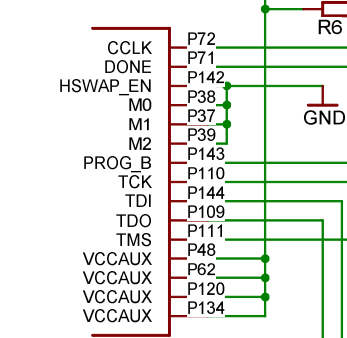 R6
CCLK P72
DONE P71
HSWAP_EN P142
M0 P38
M1 P37
M2 P39
GND
PROG_B P143
TCK P110
TDI P144
TDO P109
TMS P111
VCCAUX P48
VCCAUX P62
VCCAUX P120
VCCAUX P134